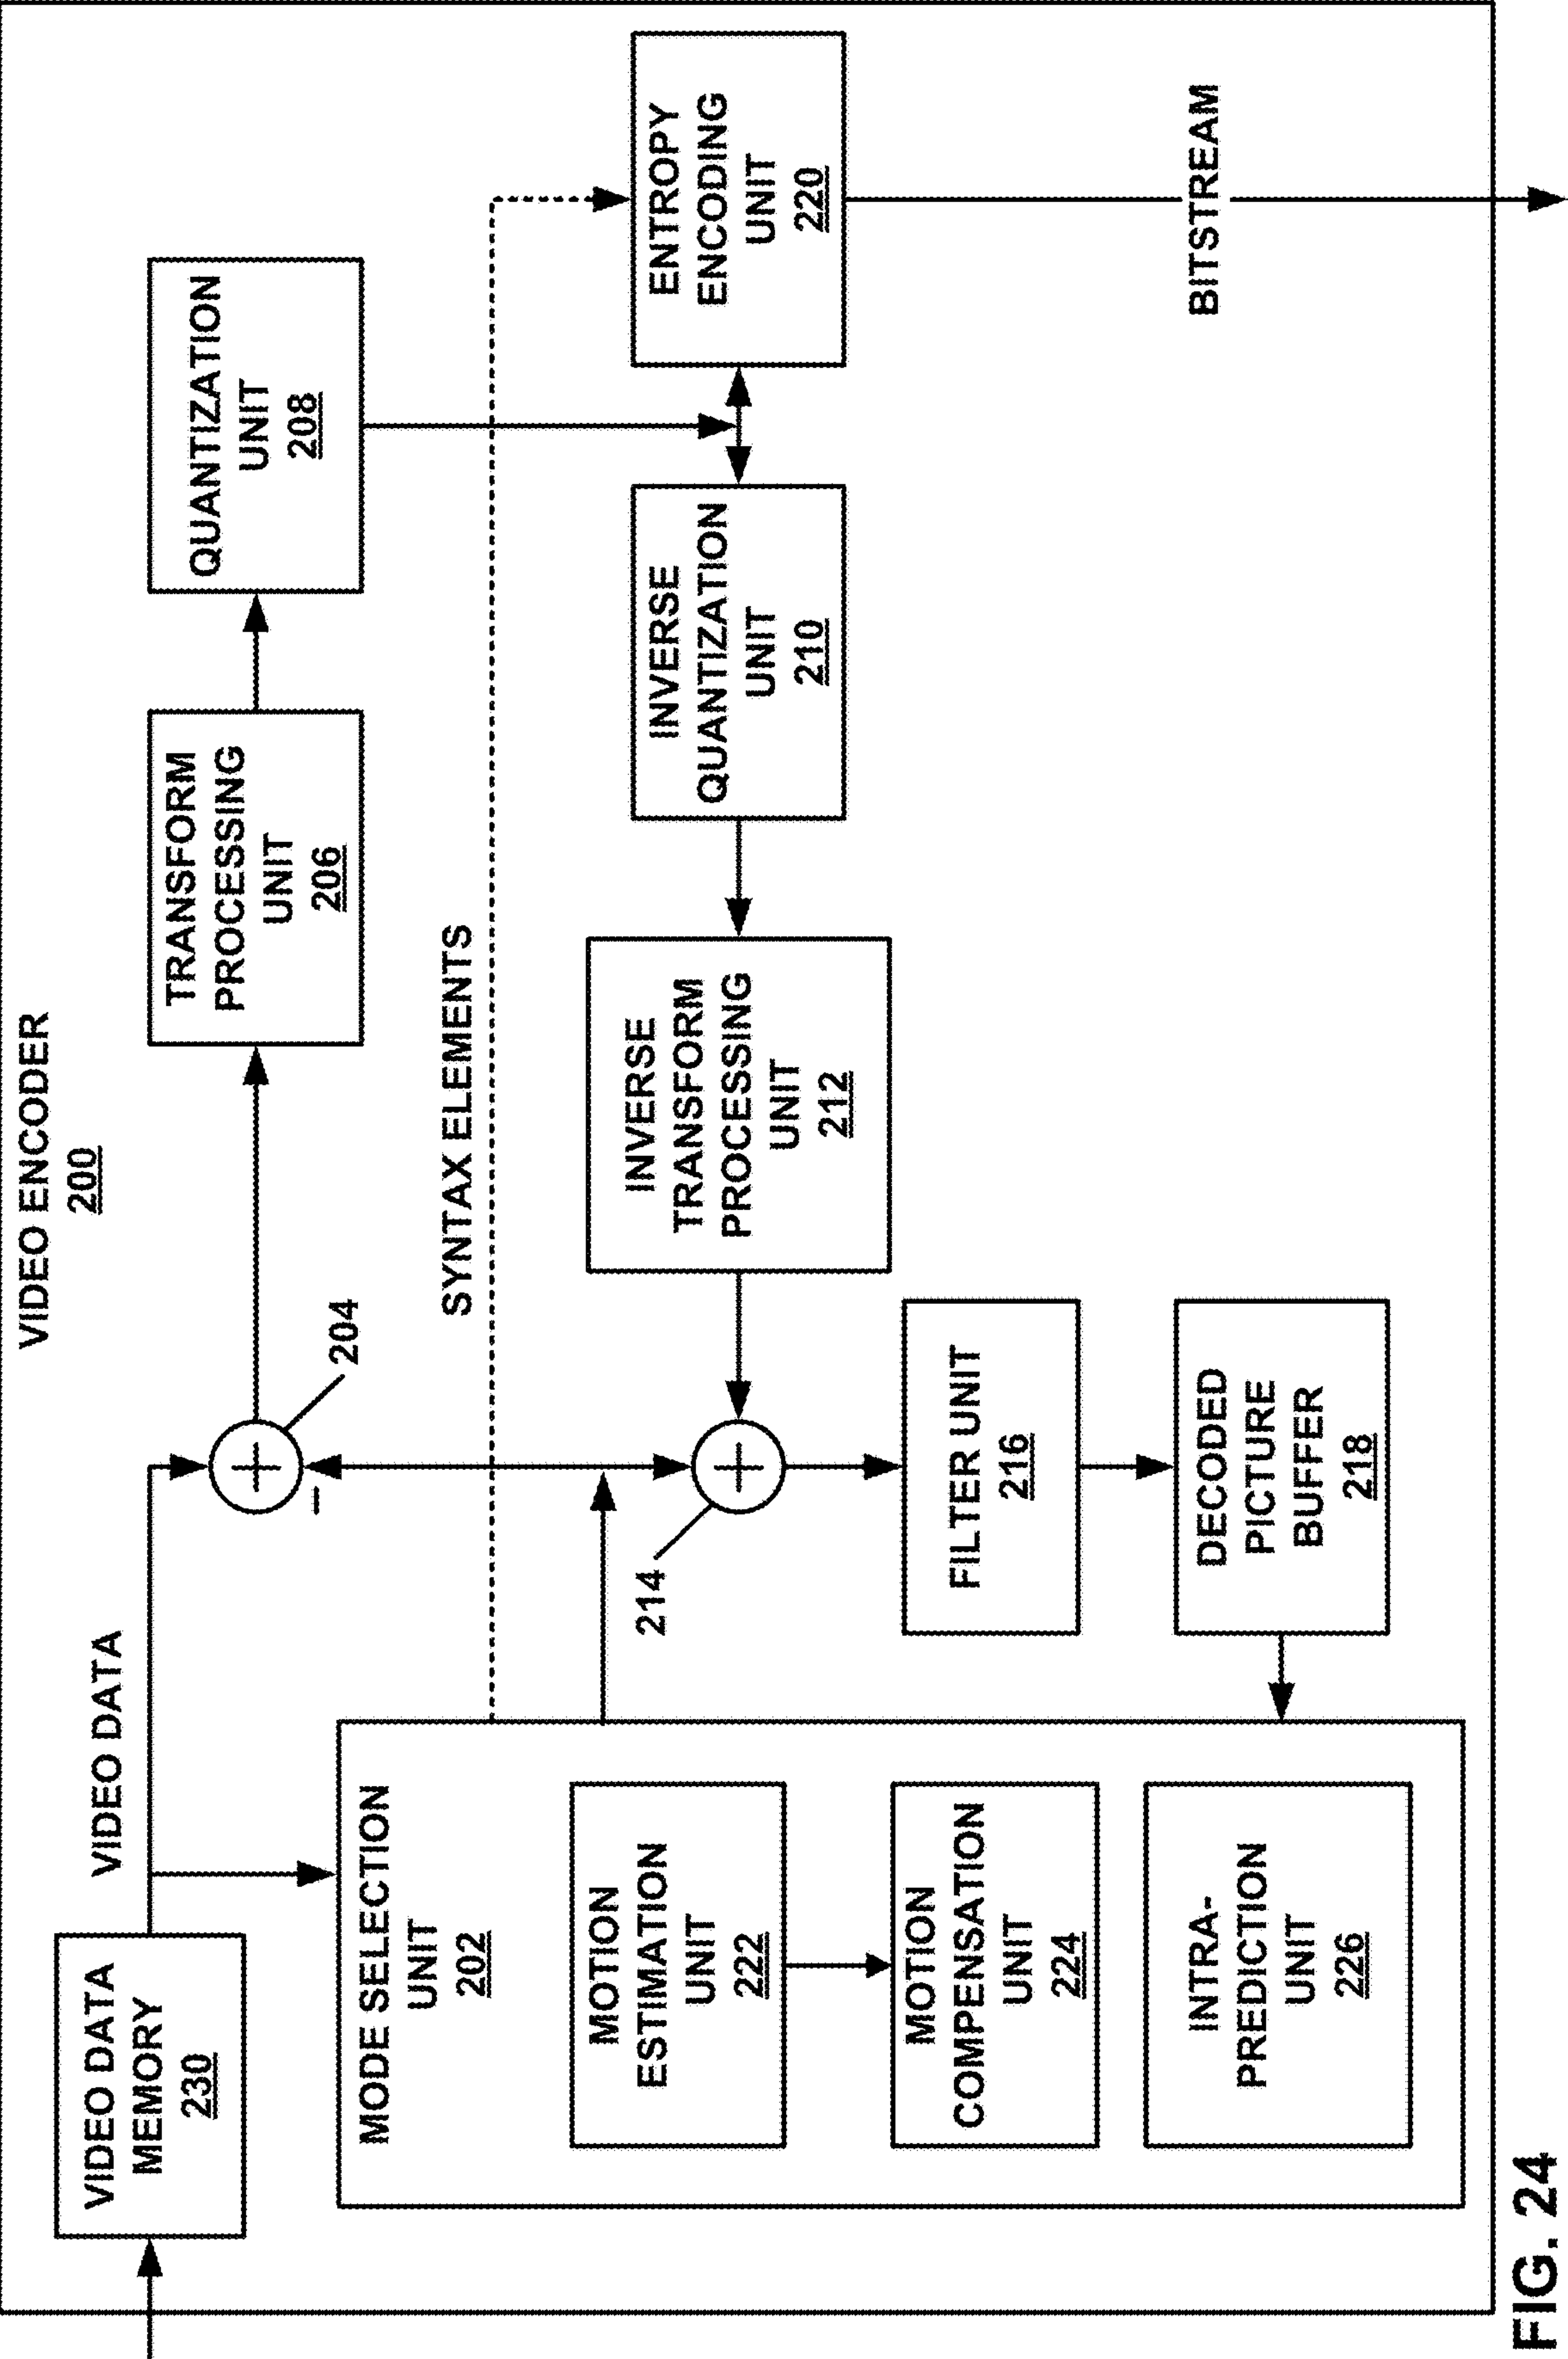 VIDEO ENCODER
200
VIDEO DATA
MEMORY
230
VIDEO DATA
204
TRANSFORM
PROCESSING
UNIT
206
QUANTIZATION
UNIT
208
SYNTAX ELEMENTS
MODE SELECTION
UNIT
202
MOTION
ESTIMATION
UNIT
222
MOTION
COMPENSATION
UNIT
224
INTRA-
PREDICTION
UNIT
226
214
INVERSE
TRANSFORM
PROCESSING
UNIT
212
INVERSE
QUANTIZATION
UNIT
210
ENTROPY
ENCODING
UNIT
220
FILTER UNIT
216
DECODED
PICTURE
BUFFER
218
BITSTREAM
FIG. 24